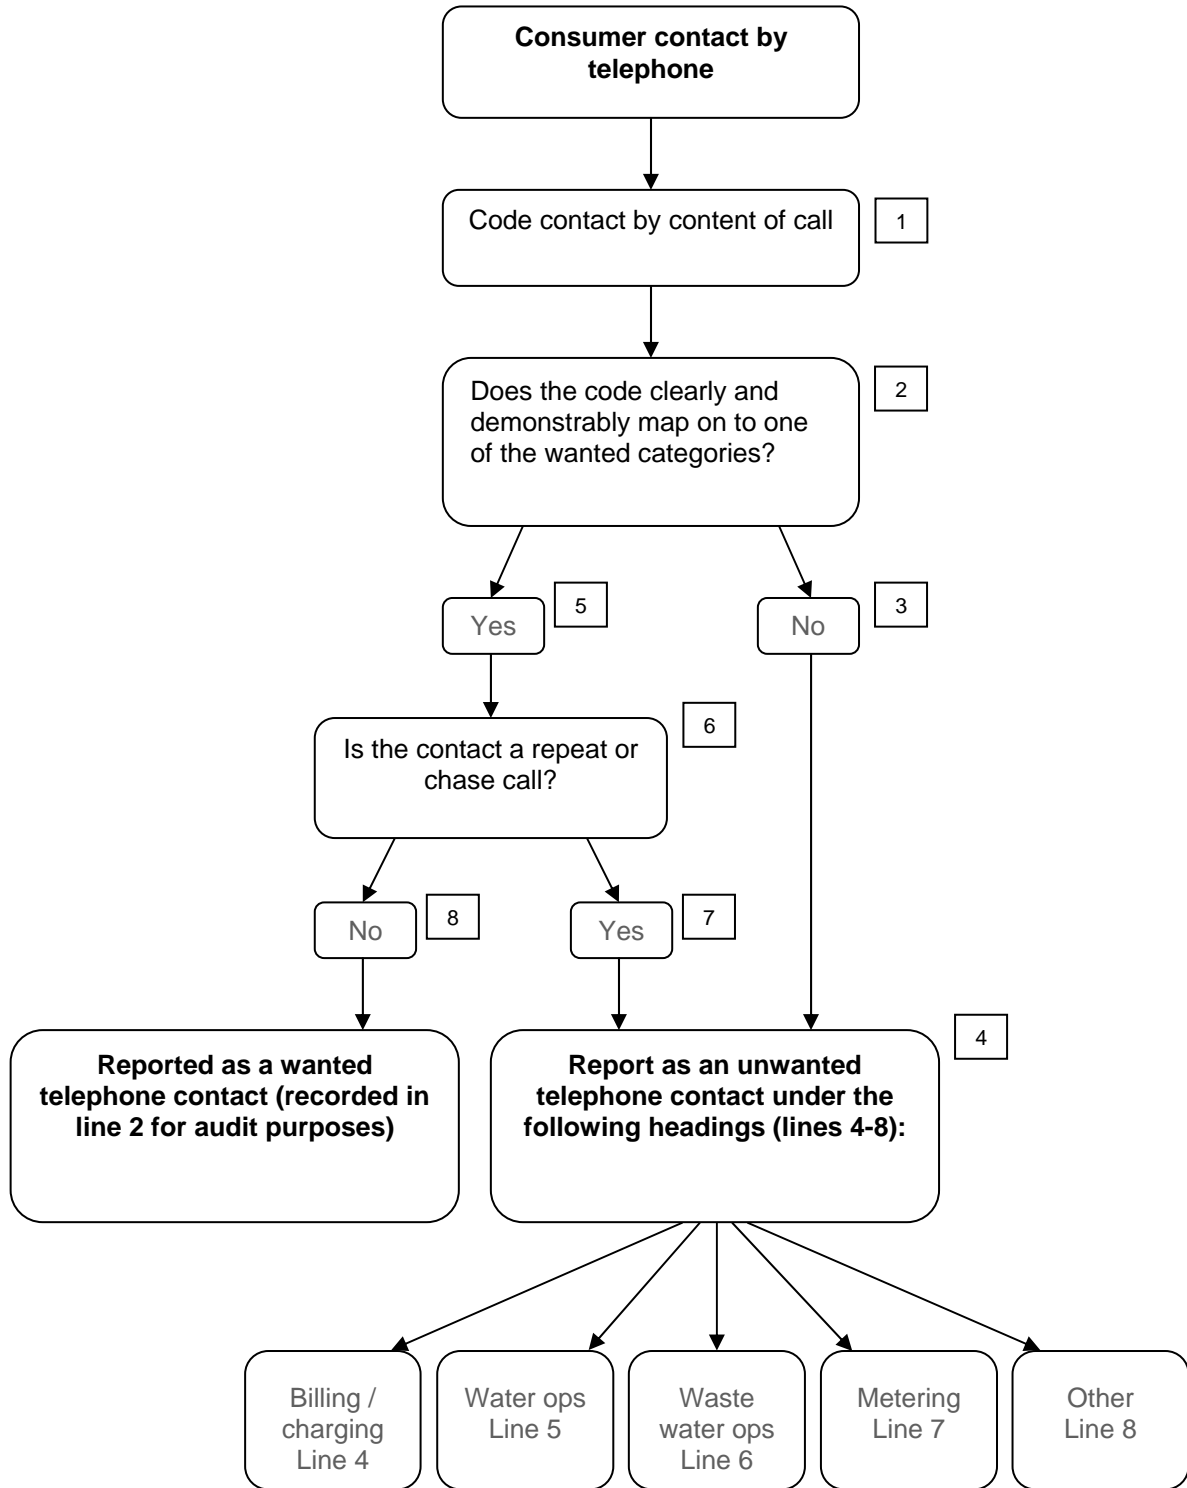 Consumer contact by
telephone
Code contact by content of call
1
Does the code clearly and
demonstrably map on to one
of the wanted categories?
2
Yes
5
No
3
Is the contact a repeat or
chase call?
6
No
8
Yes
7
Reported as a wanted
telephone contact (recorded in
line 2 for audit purposes)
Report as an unwanted
telephone contact under the
following headings (lines 4-8):
4
Billing /
charging
Line 4
Water ops
Line 5
Waste
water ops
Line 6
Metering
Line 7
Other
Line 8